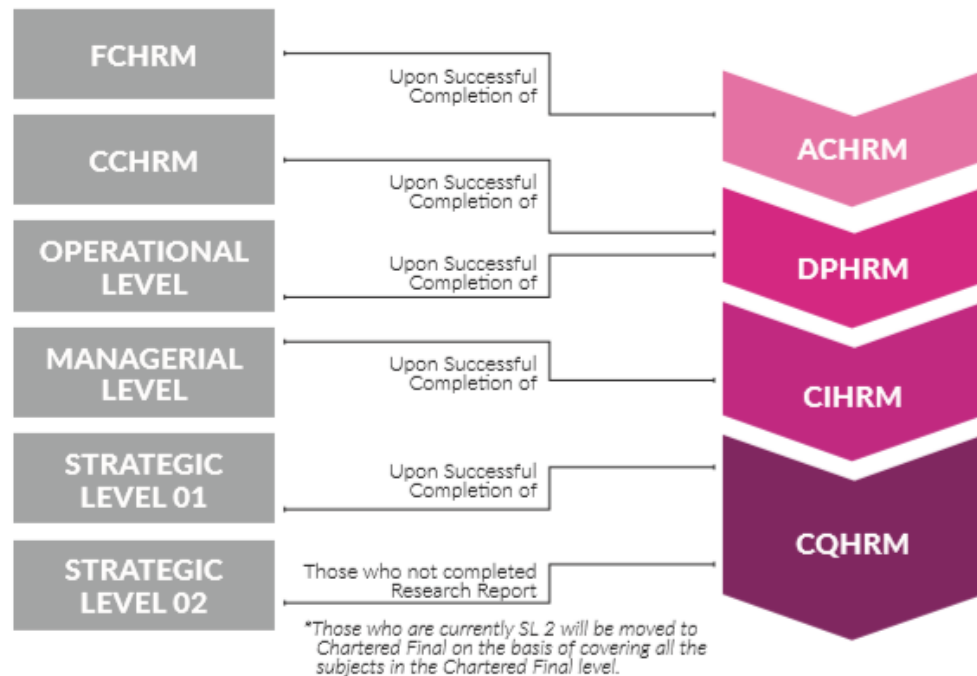 FCHRM
Upon Successful
Completion of
ACHRM
CCHRM
Upon Successful
Completion of
DPHRM
OPERATIONAL
LEVEL
Upon Successful
Completion of
MANAGERIAL
LEVEL
Upon Successful
Completion of
CIHRM
STRATEGIC
LEVEL 01
Upon Successful
Completion of
CQHRM
STRATEGIC
LEVEL 02
Those who not completed
Research Report
*Those who are currently SL 2 will be moved to
Chartered Final on the basis of covering all the
subjects in the Chartered Final level.